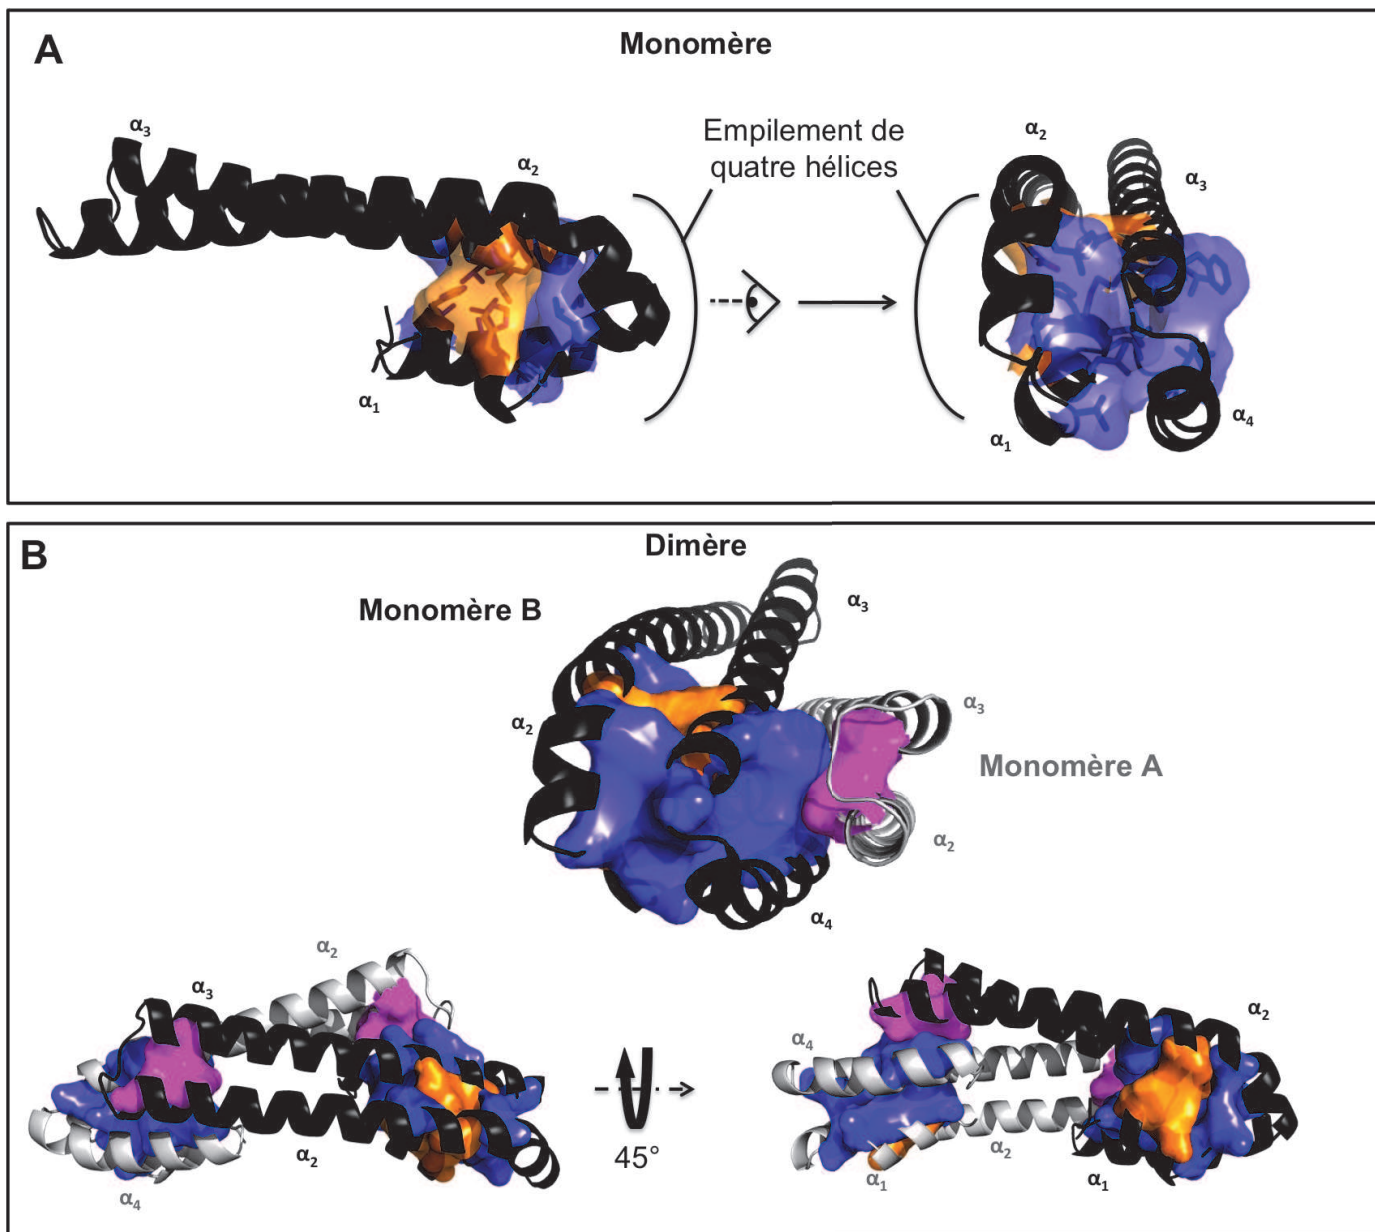 A
Monomère
α3
α2
α1
Empilement de
quatre hélices
α2
α3
α1
α4
B
Dimère
Monomère B
α3
α2
α3
Monomère A
α2
α4
α2
α3
α2
α4
45°
α4
α2
α2
α1
α1